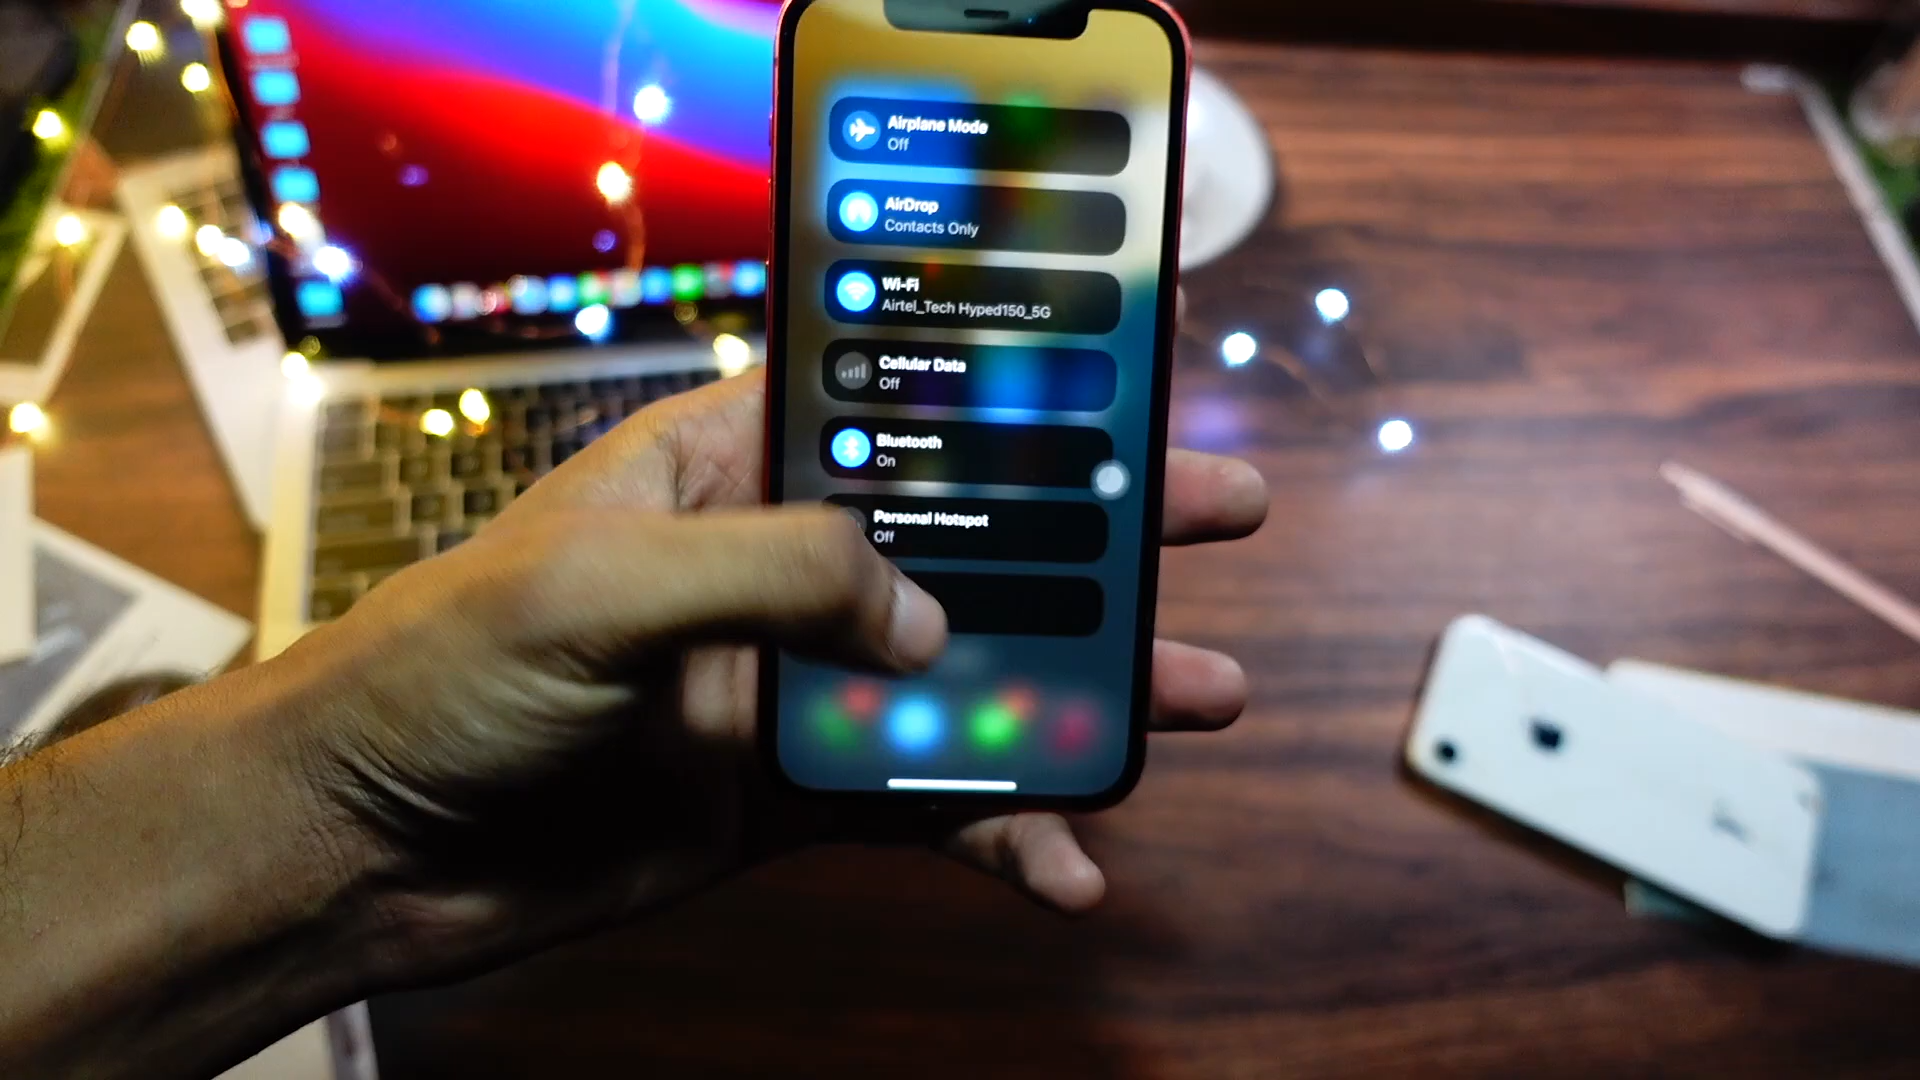 Airplane Mode
Off
AirDrop
Contacts Only
Wi-Fi
Airtel_Tech Hyped150_5G
Cellular Data
Off
Bluetooth
On
Personal Hotspot
Off